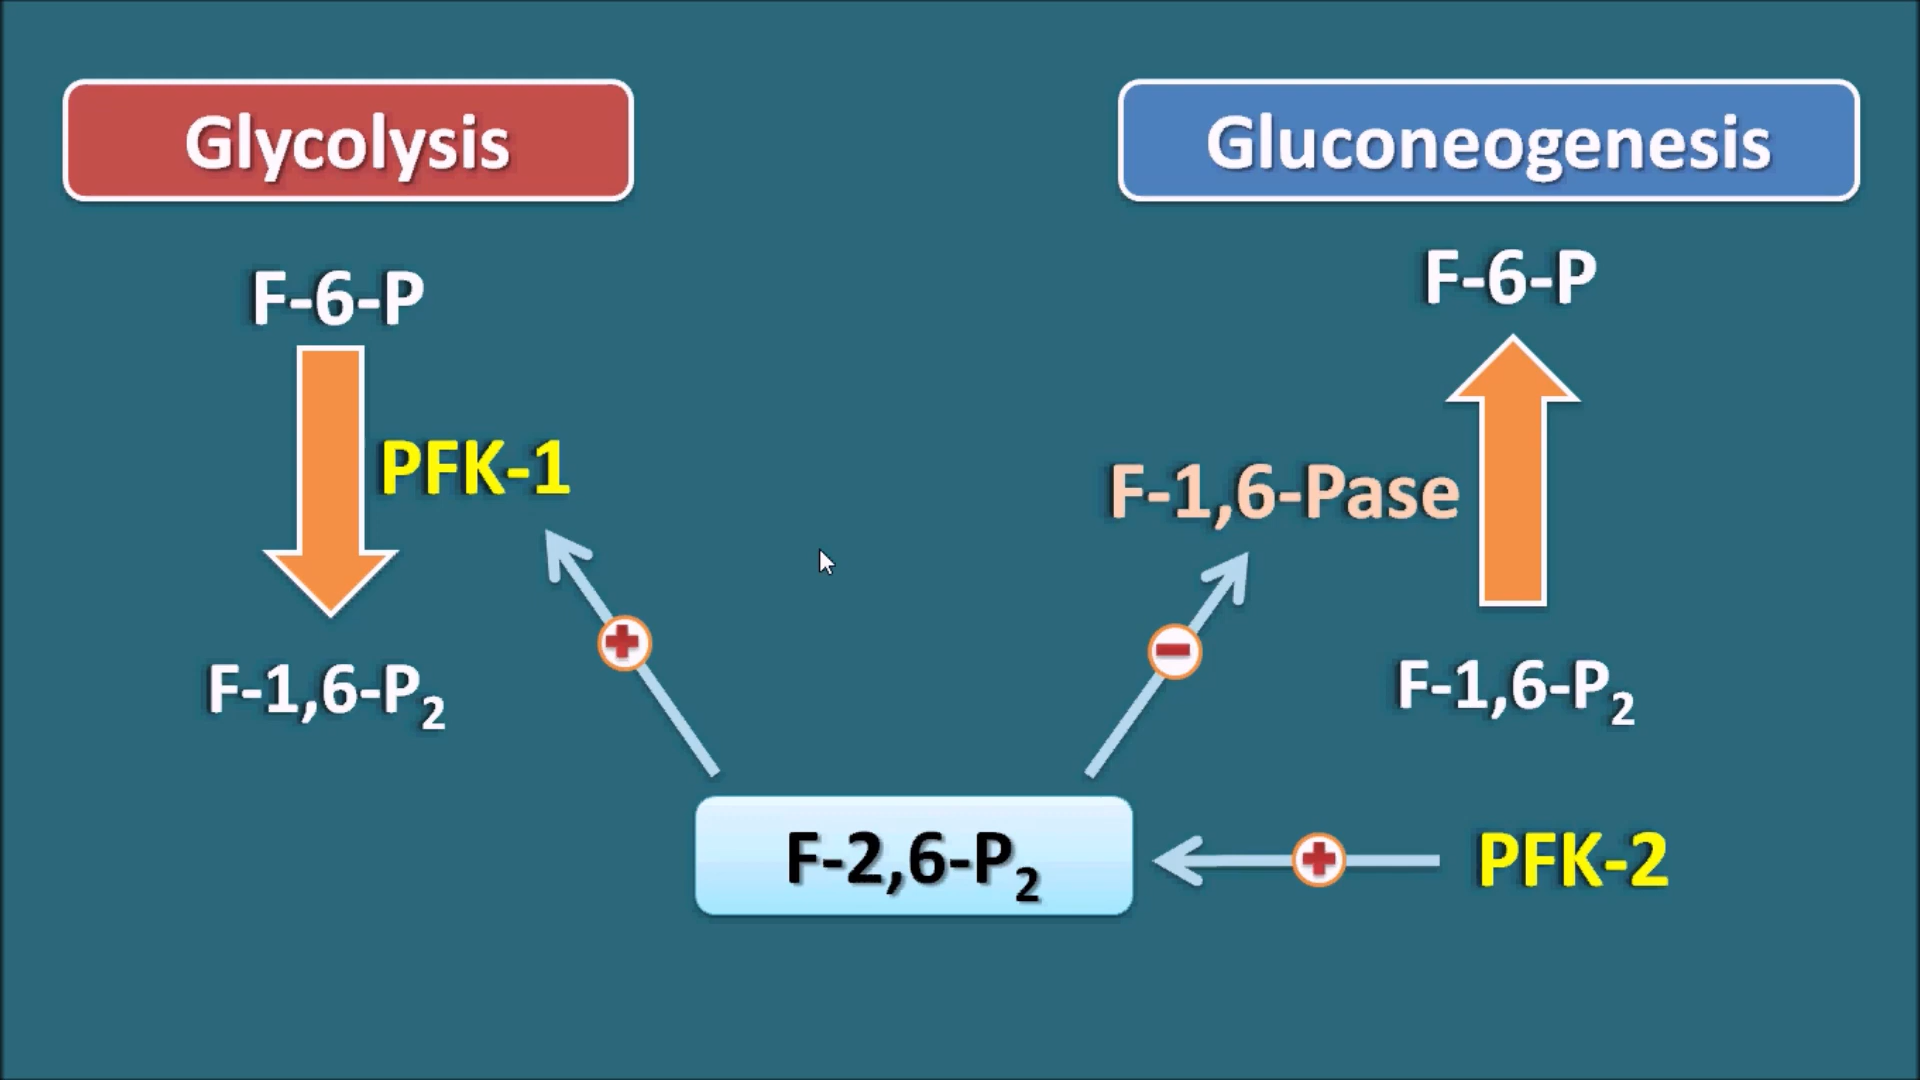 Glycolysis
Gluconeogenesis
F-6-P
F-6-P
PFK-1
F-1,6-Pase
F-1,6-P₂
F-1,6-P₂
F-2,6-P₂
PFK-2